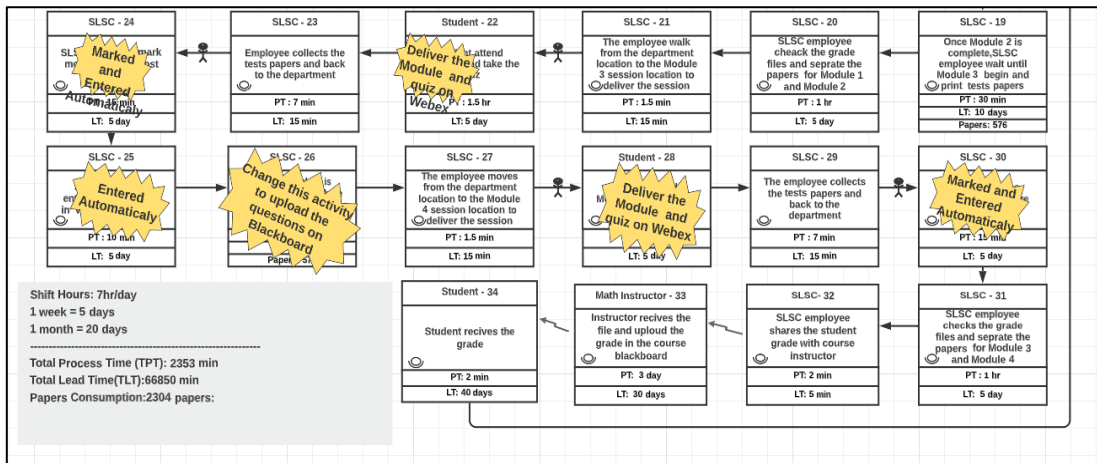 SLSC - 24
SLSC - 23
Student - 22
SLSC - 21
SLSC - 20
SLSC - 19
Marked
and
Entered
Automaticaly
PT : 15 min
LT: 5 day
Employee collects the
tests papers and back
to the department
PT : 7 min
LT: 15 min
Deliver the
Module and
quiz on
Webex
PT : 1.5 hr
LT: 5 day
The employee walk
from the department
location to the Module
3 session location to
deliver the session
PT : 1.5 min
LT: 15 min
SLSC employee
cheack the grade
files and seprate the
papers for Module 1
and Module 2
PT : 1 hr
LT: 5 day
Once Module 2 is
complete,SLSC
employee wait until
Module 3 begin and
print tests papers
PT : 30 min
LT: 10 days
Papers: 576
SLSC - 25
SLSC - 26
SLSC - 27
Student - 28
SLSC - 29
SLSC - 30
Entered
Automaticaly
PT : 10 min
LT: 5 day
Change this activity
to upload the
questions on
Blackboard
The employee moves
from the department
location to the Module
4 session location to
deliver the session
PT : 1.5 min
LT: 15 min
Deliver the
Module and
quiz on Webex
LT: 5 day
The employee collects
the tests papers and
back to the
department
PT : 7 min
LT: 15 min
Marked and
Entered
Automaticaly
PT : 15 min
LT: 5 day
Shift Hours: 7hr/day
1 week = 5 days
1 month = 20 days
Total Process Time (TPT): 2353 min
Total Lead Time(TLT):66850 min
Papers Consumption:2304 papers:
Student - 34
Math Instructor - 33
SLSC- 32
SLSC - 31
Student recives the
grade
PT: 2 min
LT: 40 days
Instructor recives the
file and uploud the
grade in the course
blackboard
PT: 3 day
LT: 30 days
SLSC employee
shares the student
grade with course
instructor
PT: 2 min
LT: 5 min
SLSC employee
checks the grade
files and seprate the
papers for Module 3
and Module 4
PT : 1 hr
LT: 5 day